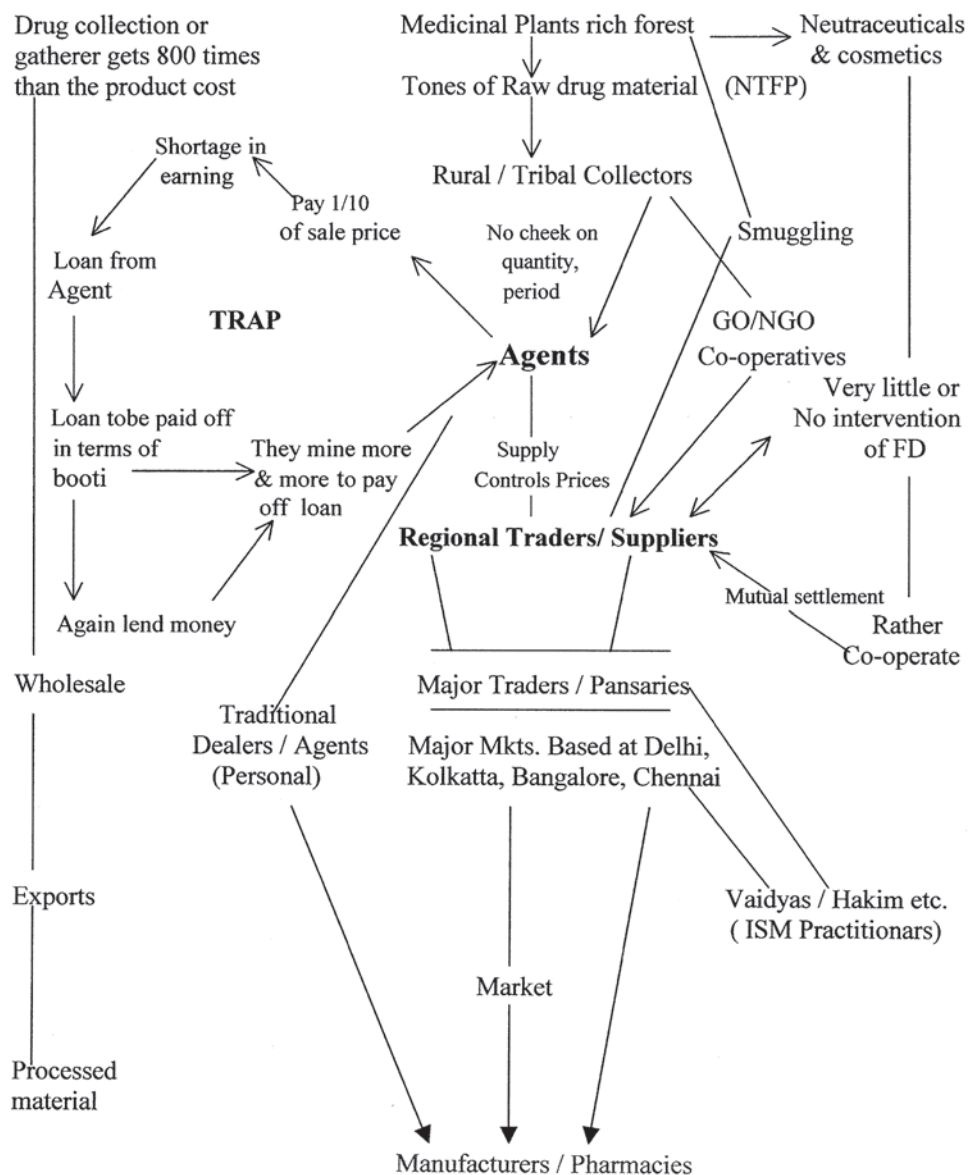 Drug collection or
gatherer gets 800 times
than the product cost
Medicinal Plants rich forest
Neutraceuticals
& cosmetics
Tones of Raw drug material
(NTFP)
Shortage in
earning
Rural / Tribal Collectors
Pay 1/10
of sale price
No cheek on
quantity,
period
Smuggling
Loan from
Agent
TRAP
GO/NGO
Co-operatives
Agents
Very little or
No intervention
of FD
Loan tobe paid off
in terms of
booti
They mine more
& more to pay
off loan
Supply
Controls Prices
Regional Traders/ Suppliers
Again lend money
Mutual settlement
Rather
Co-operate
Wholesale
Major Traders / Pansaries
Traditional
Dealers / Agents
(Personal)
Major Mkts. Based at Delhi,
Kolkatta, Bangalore, Chennai
Exports
Vaidyas / Hakim etc.
( ISM Practitionars)
Market
Processed
material
Manufacturers / Pharmacies